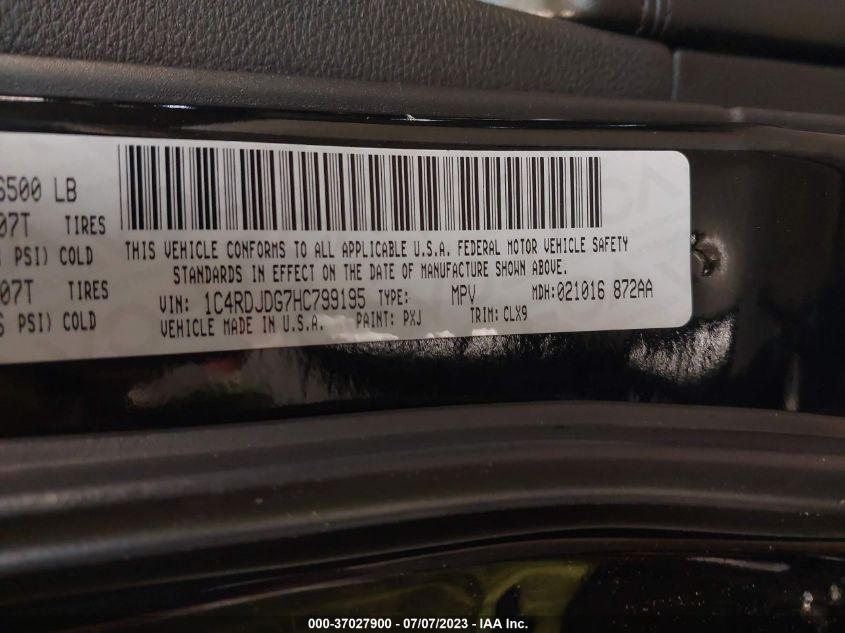 6500 LB
07T TIRES
PSI) COLD
07T TIRES
PSI) COLD
THIS VEHICLE CONFORMS TO ALL APPLICABLE U.S.A. FEDERAL MOTOR VEHICLE SAFETY
STANDARDS IN EFFECT ON THE DATE OF MANUFACTURE SHOWN ABOVE.
VIN: 1C4RDJDG7HC799195 TYPE: MPV MDH:021016 872AA
VEHICLE MADE IN U.S.A. PAINT: PXJ TRIM: CLX9
000-37027900 - 07/07/2023 - IAA Inc.